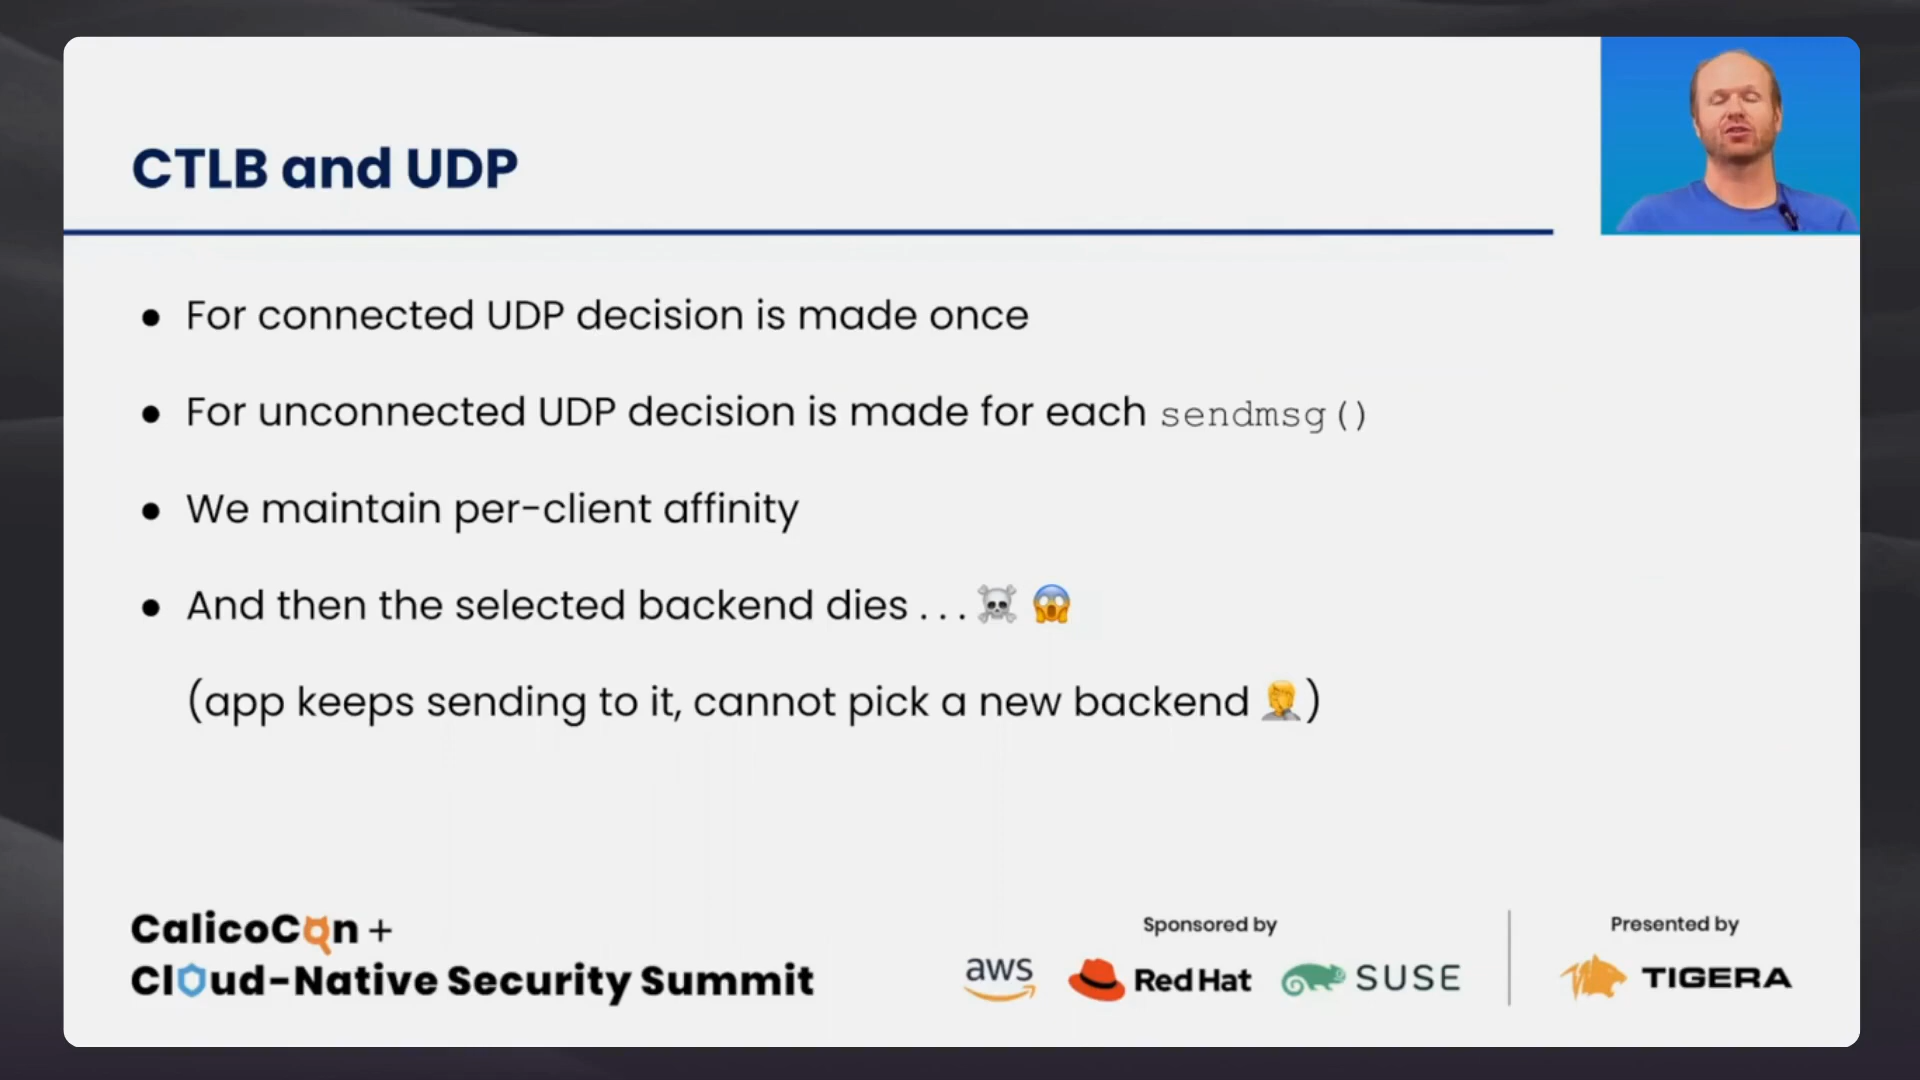 CTLB and UDP
● For connected UDP decision is made once
● For unconnected UDP decision is made for each sendmsg()
● We maintain per-client affinity
● And then the selected backend dies ...☠️ 😱
(app keeps sending to it, cannot pick a new backend 🤦)
CalicoCon +
Cloud-Native Security Summit
Sponsored by
aws Red Hat SUSE
Presented by
TIGERA